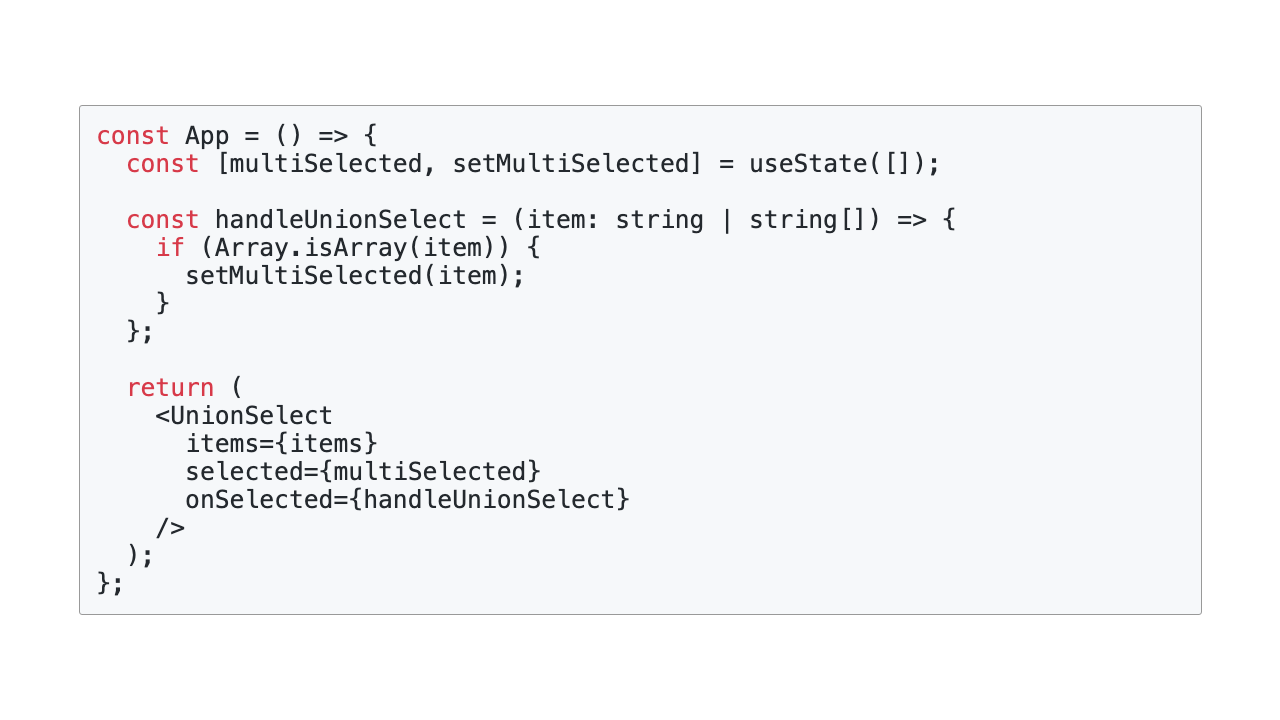 const App = () => {
  const [multiSelected, setMultiSelected] = useState([]);

  const handleUnionSelect = (item: string | string[]) => {
    if (Array.isArray(item)) {
      setMultiSelected(item);
    }
  };

  return (
    <UnionSelect
      items={items}
      selected={multiSelected}
      onSelected={handleUnionSelect}
    />
  );
};